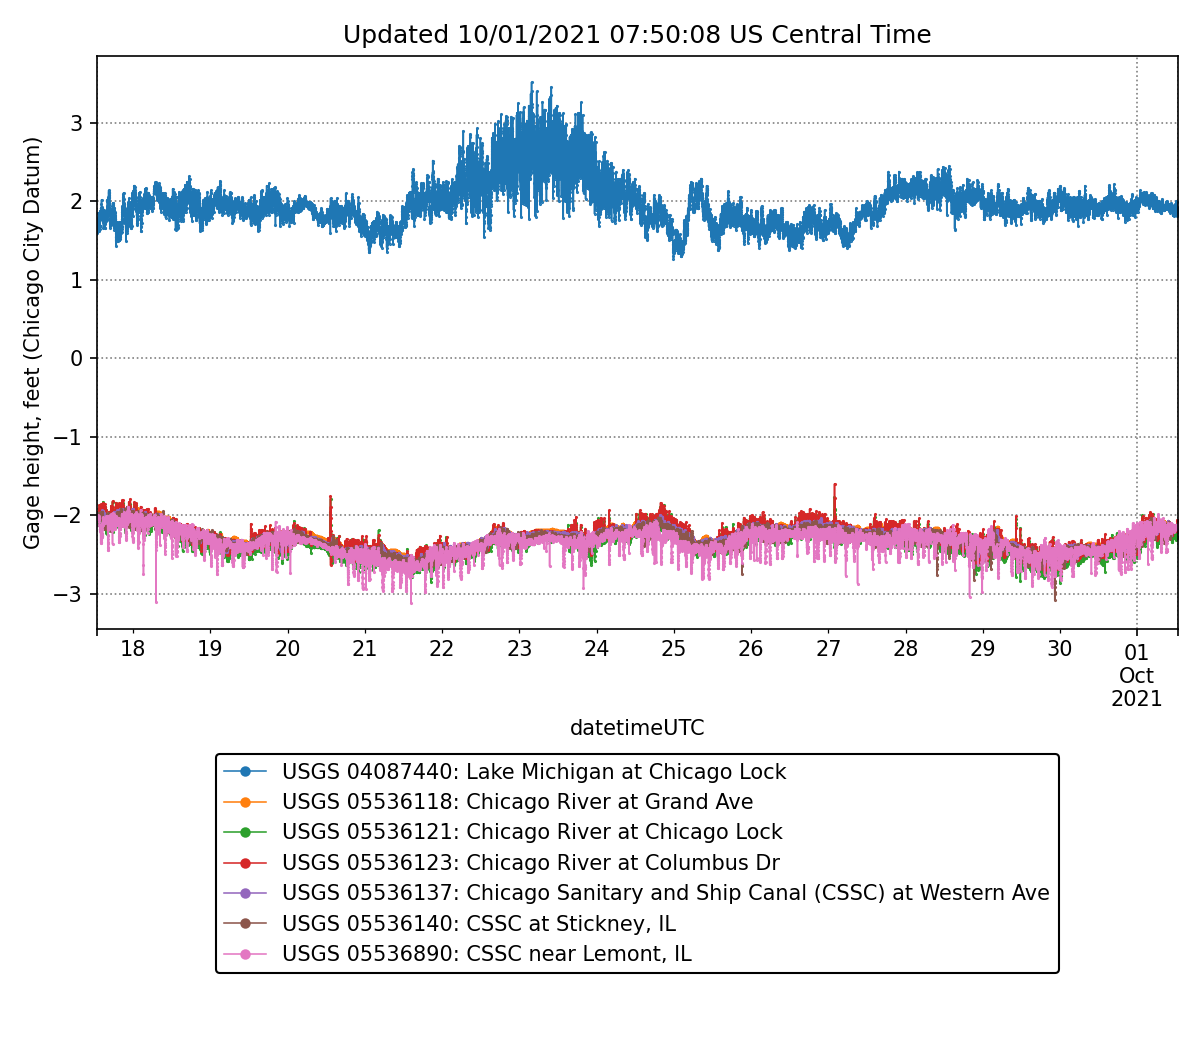 Updated 10/01/2021 07:50:08 US Central Time
Gage height, feet (Chicago City Datum)
3
2
1
0
−1
−2
−3
18 19 20 21 22 23 24 25 26 27 28 29 30 01
Oct
2021
datetimeUTC
USGS 04087440: Lake Michigan at Chicago Lock
USGS 05536118: Chicago River at Grand Ave
USGS 05536121: Chicago River at Chicago Lock
USGS 05536123: Chicago River at Columbus Dr
USGS 05536137: Chicago Sanitary and Ship Canal (CSSC) at Western Ave
USGS 05536140: CSSC at Stickney, IL
USGS 05536890: CSSC near Lemont, IL